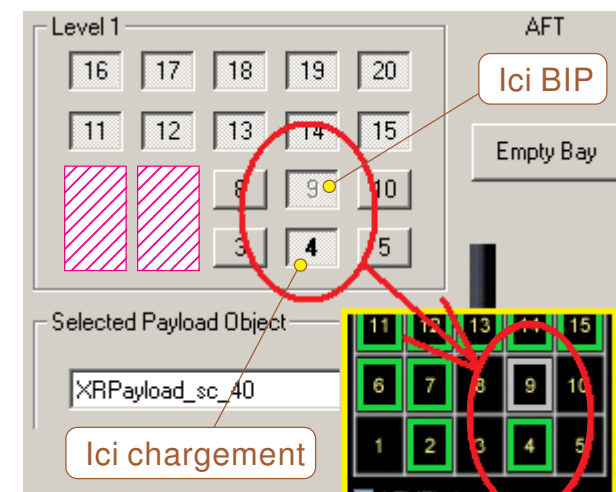 Level 1
AFT
16 17 18 19 20
Ici BIP
11 12 13 14 15
Empty Bay
8 9 10
3 4 5
Selected Payload Object
XRPayload_sc_40
Ici chargement
11 12 13 14 15
6 7 8 9 10
1 2 3 4 5